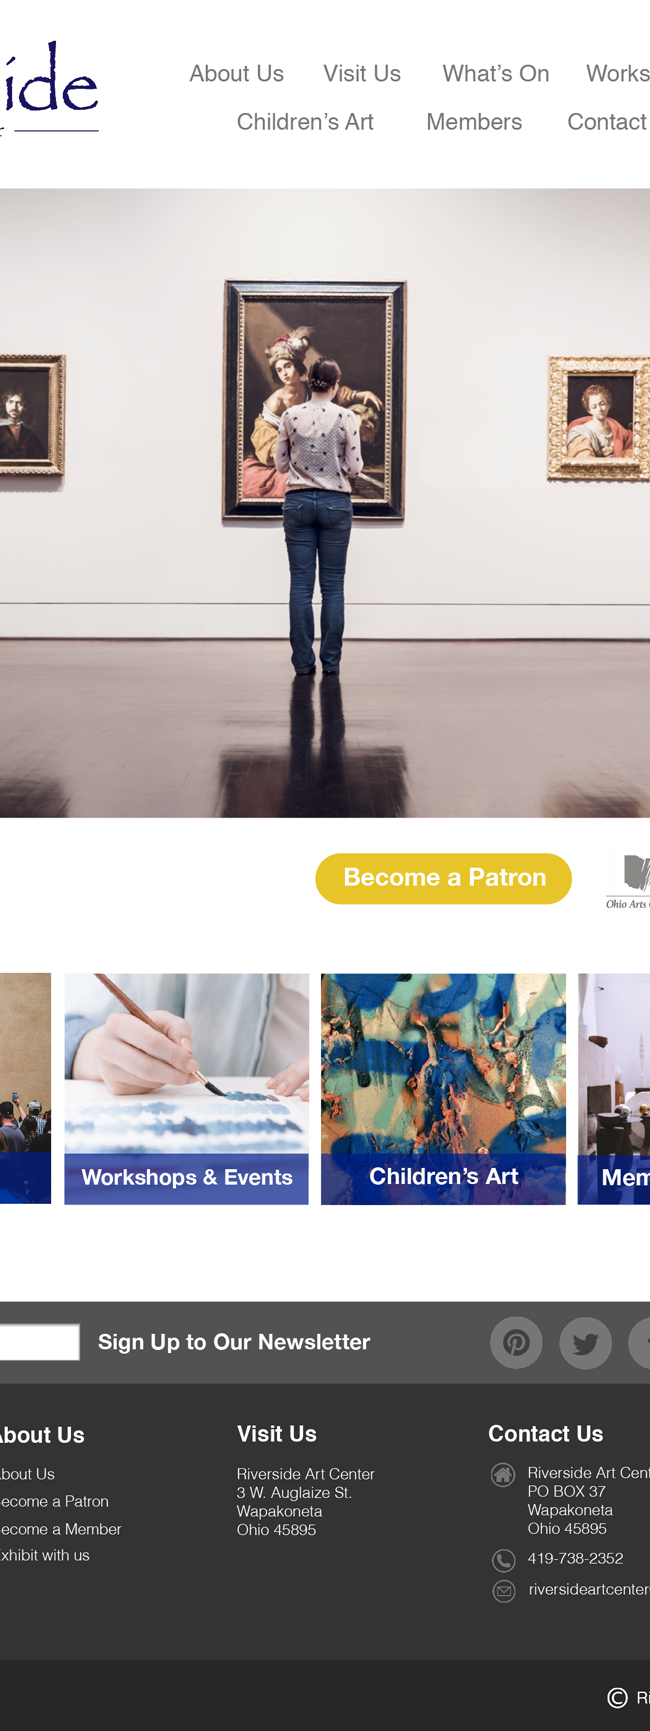 ide
r
About Us Visit Us What's On Works
Children's Art Members Contact
Become a Patron
Ohio Arts
Workshops & Events
Children's Art
Mem
Sign Up to Our Newsletter
About Us
Visit Us
Contact Us
bout Us
ecome a Patron
ecome a Member
xhibit with us
Riverside Art Center
3 W. Auglaize St.
Wapakoneta
Ohio 45895
Riverside Art Cent
PO BOX 37
Wapakoneta
Ohio 45895
419-738-2352
riversideartcenter
© Ri